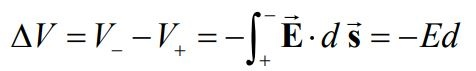 ΔV = V₋ − V₊ = −∫₊⁻ E⃗ · d s⃗ = −Ed